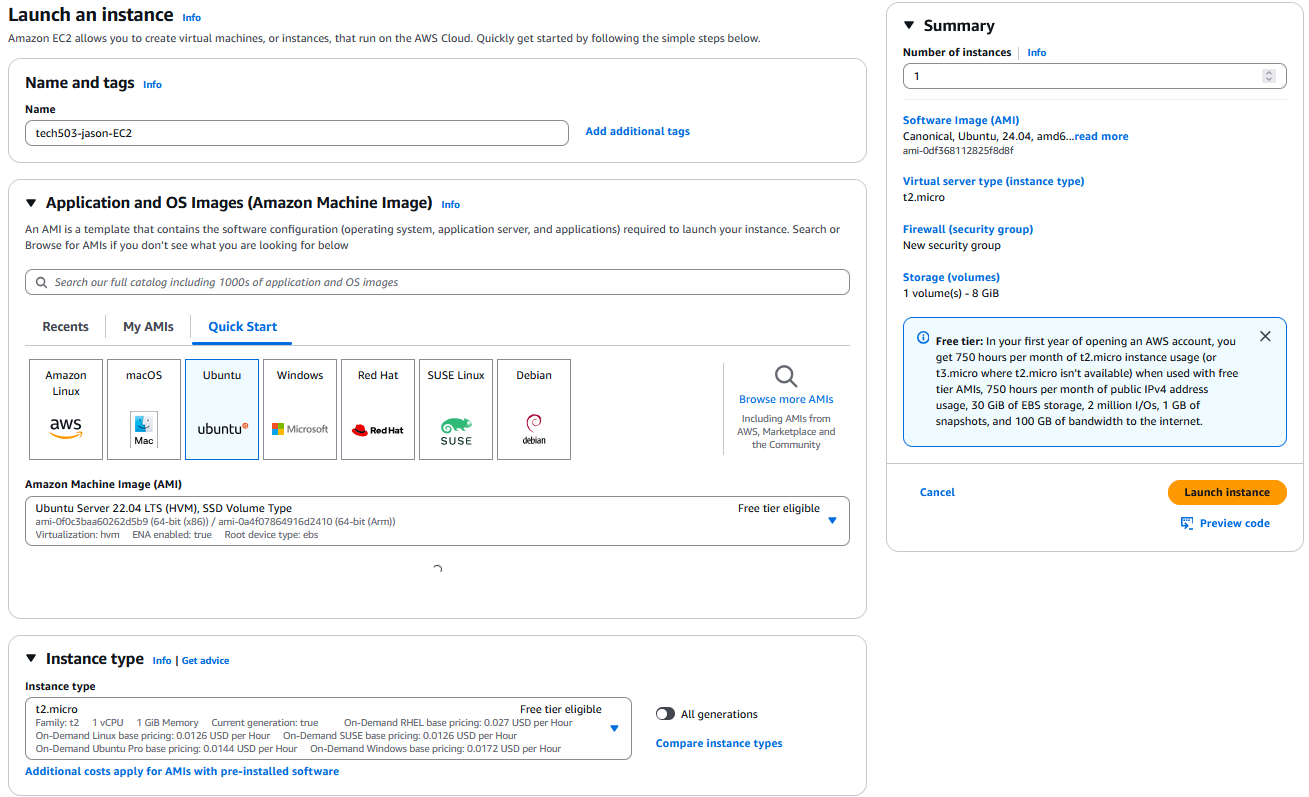 Launch an instance Info
Amazon EC2 allows you to create virtual machines, or instances, that run on the AWS Cloud. Quickly get started by following the simple steps below.
Name and tags Info
Name
tech503-jason-EC2
Add additional tags
Application and OS Images (Amazon Machine Image) Info
An AMI is a template that contains the software configuration (operating system, application server, and applications) required to launch your instance. Search or
Browse for AMIs if you don't see what you are looking for below
Search our full catalog including 1000s of application and OS images
Recents My AMIs Quick Start
Amazon
Linux
aws
macOS
Mac
Ubuntu
ubuntu
Windows
Microsoft
Red Hat
Red Hat
SUSE Linux
SUSE
Debian
debian
Browse more AMIs
Including AMIs from
AWS, Marketplace and
the Community
Amazon Machine Image (AMI)
Ubuntu Server 22.04 LTS (HVM), SSD Volume Type Free tier eligible
ami-0f0c3baa60262d5b9 (64-bit (x86)) / ami-0a4f07864916d2410 (64-bit (Arm))
Virtualization: hvm ENA enabled: true Root device type: ebs
Instance type Info | Get advice
Instance type
t2.micro Free tier eligible
Family: t2 1 vCPU 1 GiB Memory Current generation: true On-Demand RHEL base pricing: 0.027 USD per Hour
On-Demand Linux base pricing: 0.0126 USD per Hour On-Demand SUSE base pricing: 0.0126 USD per Hour
On-Demand Ubuntu Pro base pricing: 0.0144 USD per Hour On-Demand Windows base pricing: 0.0172 USD per Hour
All generations
Compare instance types
Additional costs apply for AMIs with pre-installed software
Summary
Number of instances Info
1
Software Image (AMI)
Canonical, Ubuntu, 24.04, amd6...read more
ami-0df368112825f8d8f
Virtual server type (instance type)
t2.micro
Firewall (security group)
New security group
Storage (volumes)
1 volume(s) - 8 GiB
Free tier: In your first year of opening an AWS account, you
get 750 hours per month of t2.micro instance usage (or
t3.micro where t2.micro isn't available) when used with free
tier AMIs, 750 hours per month of public IPv4 address
usage, 30 GiB of EBS storage, 2 million I/Os, 1 GB of
snapshots, and 100 GB of bandwidth to the internet.
Cancel
Launch instance
Preview code